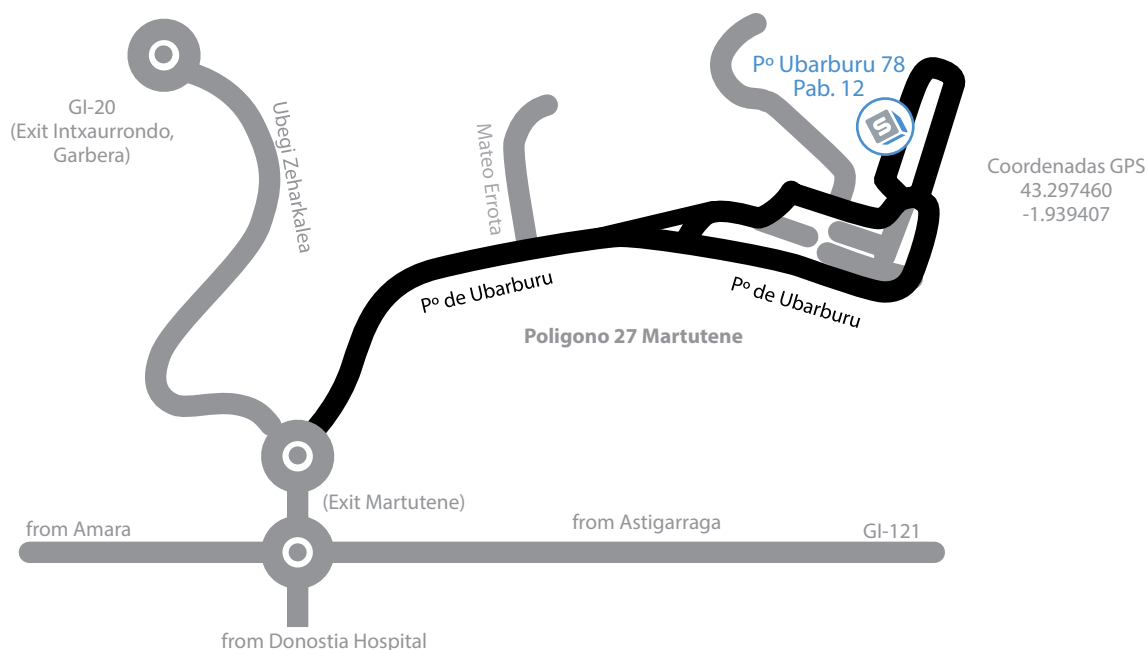 Pº Ubarburu 78
Pab. 12
GI-20
(Exit Intxaurrondo,
Garbera)
Ubegi Zeharkalea
Mateo Errota
S
Coordenadas GPS
43.297460
-1.939407
Pº de Ubarburu
Pº de Ubarburu
Poligono 27 Martutene
(Exit Martutene)
from Amara
from Astigarraga
GI-121
from Donostia Hospital